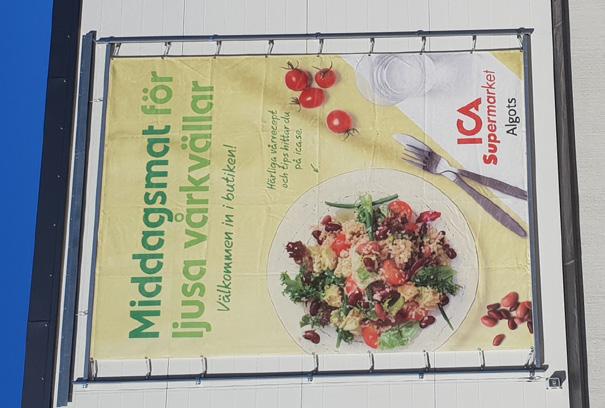 Middagsmat för
ljusa vårkvällar
Välkommen in i butiken!
Härliga vårrecept
och tips hittar du
på ica.se.
ICA
Supermarket
Algots